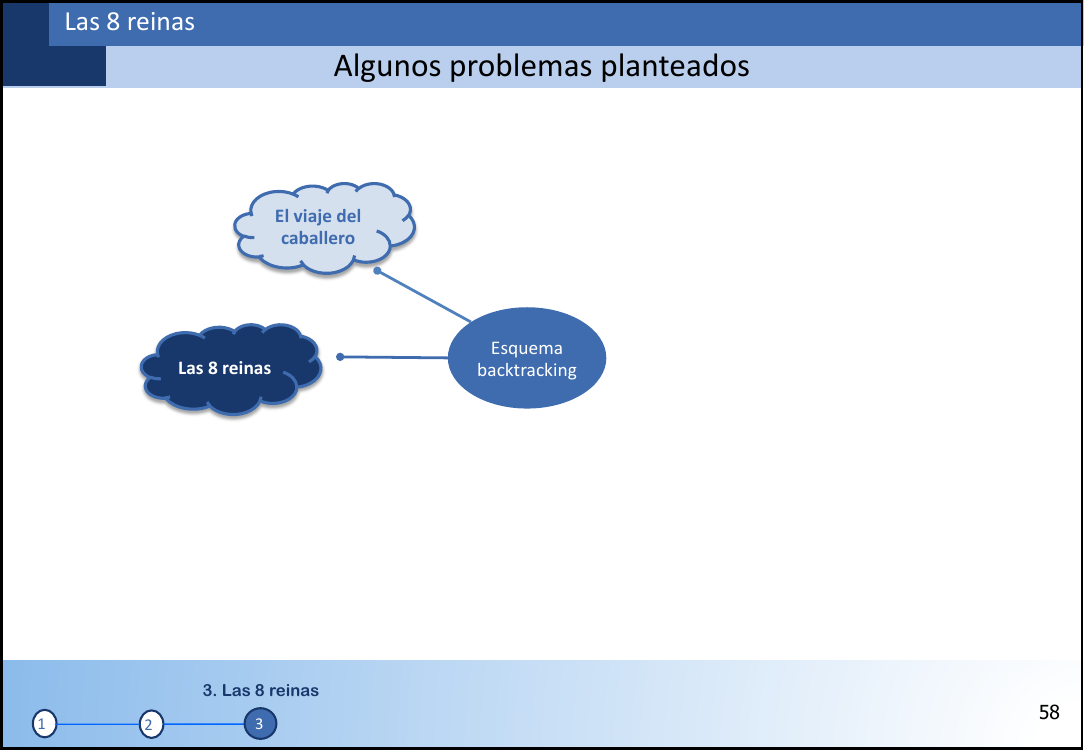 Las 8 reinas
Algunos problemas planteados
El viaje del
caballero
Las 8 reinas
Esquema
backtracking
3. Las 8 reinas
1
2
3
58